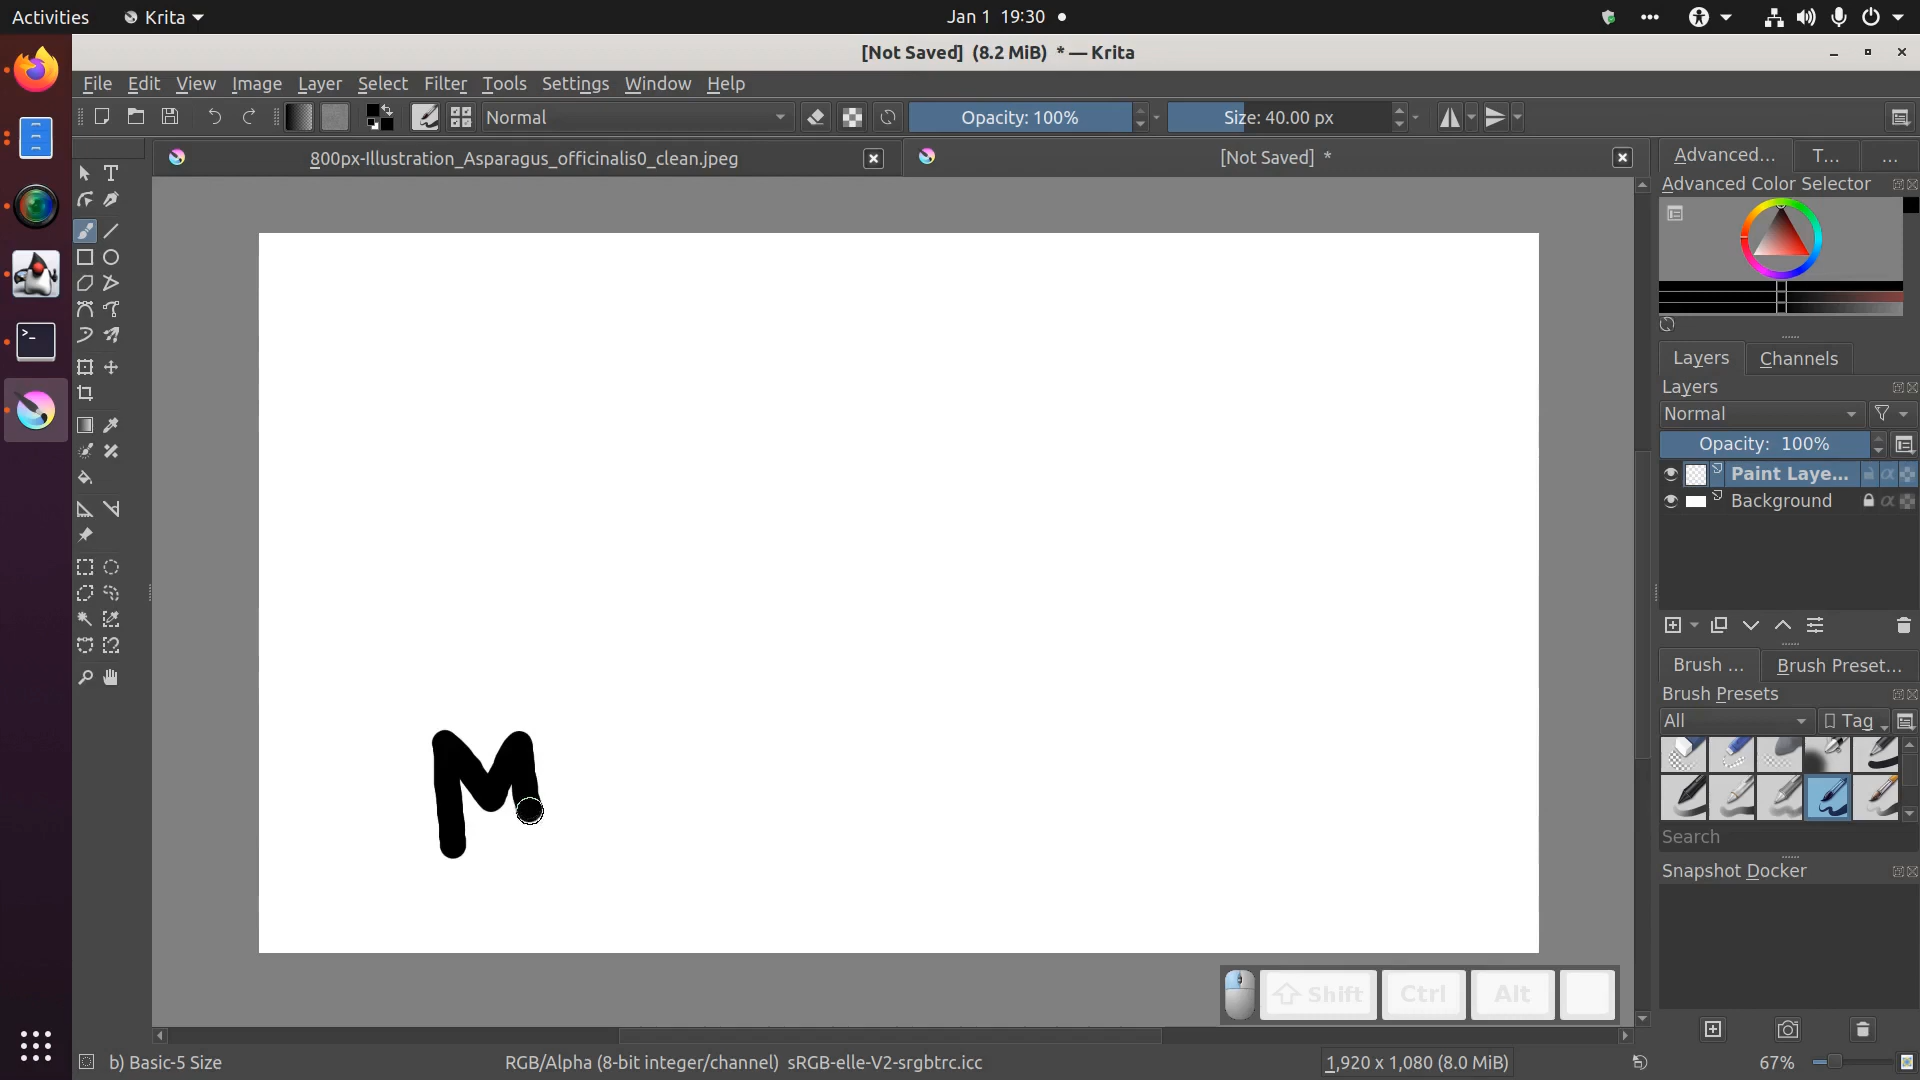 Activities Krita Jan 1 19:30
[Not Saved] (8.2 MiB) * — Krita
File Edit View Image Layer Select Filter Tools Settings Window Help
Normal Opacity: 100% Size: 40.00 px
800px-Illustration_Asparagus_officinalis0_clean.jpeg [Not Saved] *
Advanced... T... ...
Advanced Color Selector
Layers Channels
Layers
Normal
Opacity: 100%
Paint Laye...
Background
Brush ... Brush Preset...
Brush Presets
All Tag
Search
Snapshot Docker
M
Shift Ctrl Alt
b) Basic-5 Size RGB/Alpha (8-bit integer/channel) sRGB-elle-V2-srgbtrc.icc 1,920 x 1,080 (8.0 MiB) 67%